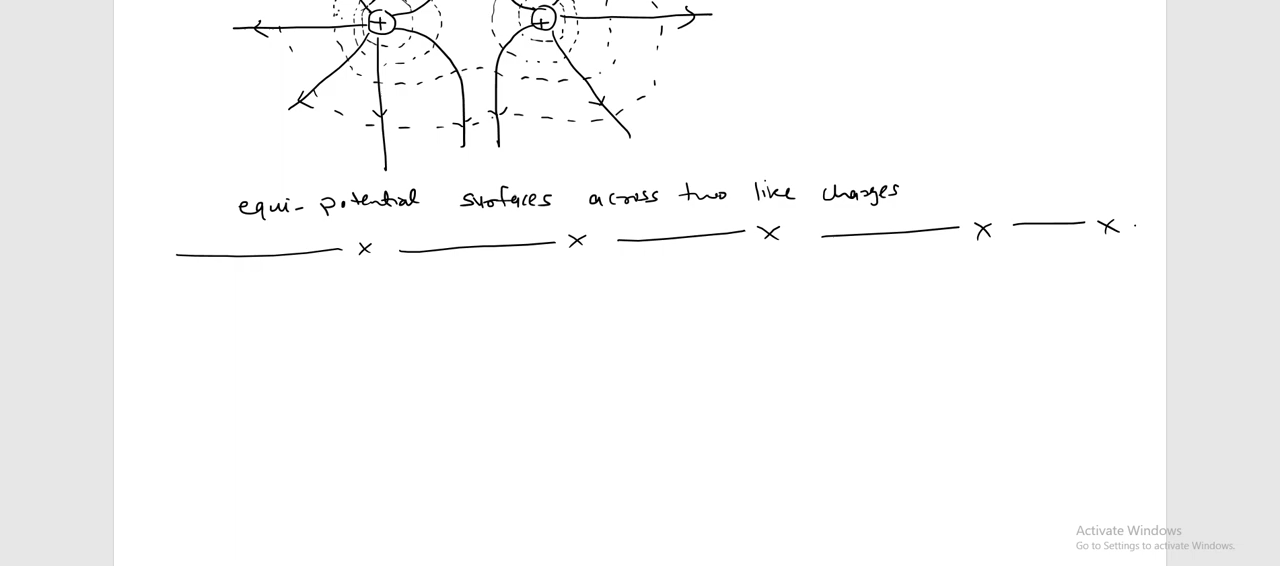 + +
equi-potential surfaces across two like charges
x x x x x
Activate Windows
Go to Settings to activate Windows.